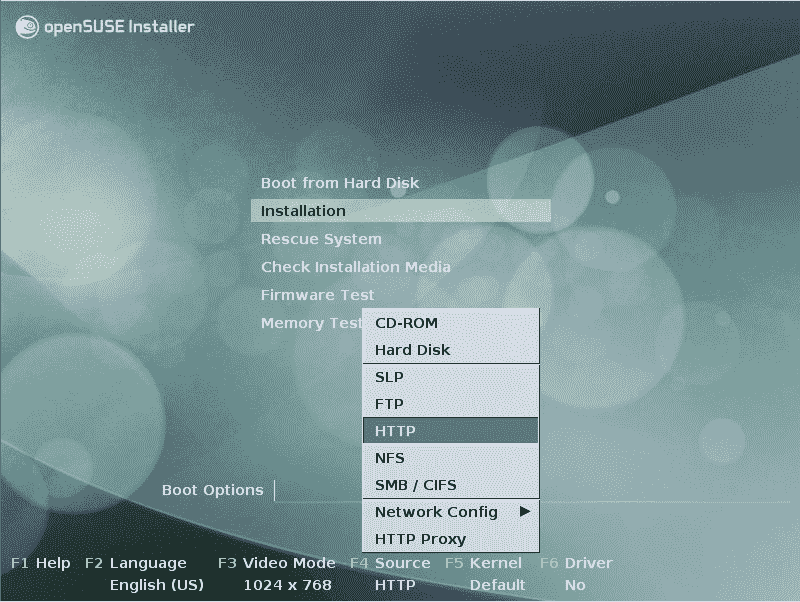 openSUSE Installer
Boot from Hard Disk
Installation
Rescue System
Check Installation Media
Firmware Test
Memory Test
CD-ROM
Hard Disk
SLP
FTP
HTTP
NFS
SMB / CIFS
Network Config
HTTP Proxy
Boot Options
F1 Help F2 Language F3 Video Mode F4 Source F5 Kernel F6 Driver
English (US) 1024 x 768 HTTP Default No